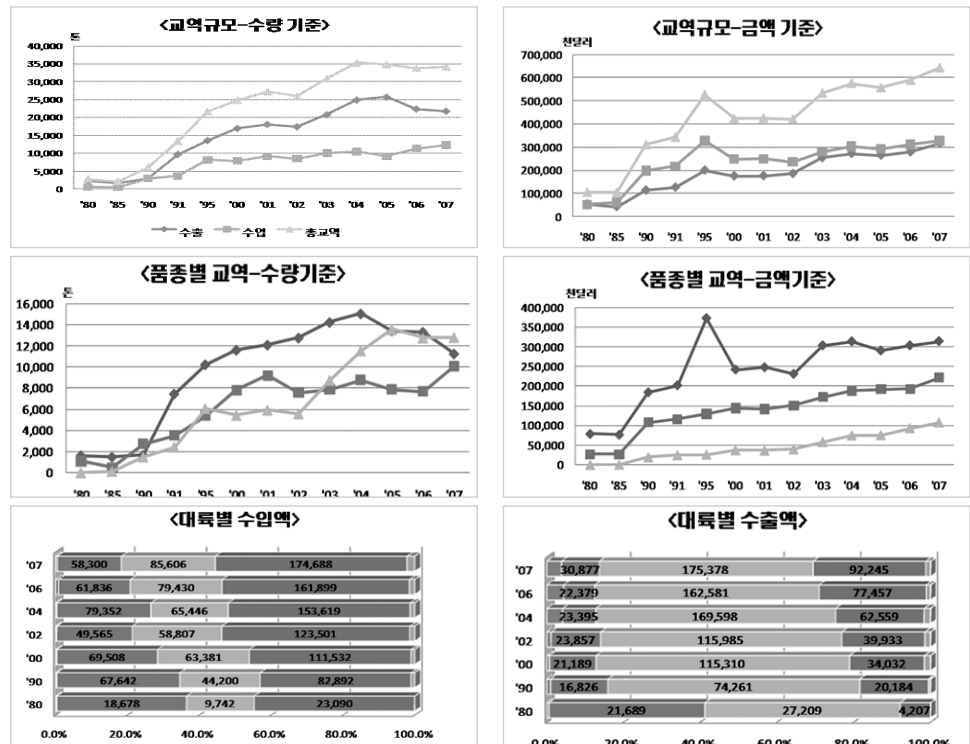 <교역규모-수량 기준>
톤
40,000
35,000
30,000
25,000
20,000
15,000
10,000
5,000
0
'80 '85 '90 '91 '95 '00 '01 '02 '03 '04 '05 '06 '07
수출 수입 총교역
<교역규모-금액 기준>
천달러
700,000
600,000
500,000
400,000
300,000
200,000
100,000
0
'80 '85 '90 '91 '95 '00 '01 '02 '03 '04 '05 '06 '07
<품종별 교역-수량기준>
톤
16,000
14,000
12,000
10,000
8,000
6,000
4,000
2,000
0
'80 '85 '90 '91 '95 '00 '01 '02 '03 '04 '05 '06 '07
<품종별 교역-금액기준>
천달러
400,000
350,000
300,000
250,000
200,000
150,000
100,000
50,000
0
'80 '85 '90 '91 '95 '00 '01 '02 '03 '04 '05 '06 '07
<대륙별 수입액>
'07 58,300 85,606 174,688
'06 61,836 79,430 161,899
'04 79,352 65,446 153,619
'02 49,565 58,807 123,501
'00 69,508 63,381 111,532
'90 67,642 44,200 82,892
'80 18,678 9,742 23,090
0.0% 20.0% 40.0% 60.0% 80.0% 100.0%
<대륙별 수출액>
'07 30,877 175,378 92,245
'06 22,379 162,581 77,457
'04 23,395 169,598 62,559
'02 23,857 115,985 39,933
'00 21,189 115,310 34,032
'90 16,826 74,261 20,184
'80 21,689 27,209 4,207
0.0% 20.0% 40.0% 60.0% 80.0% 100.0%